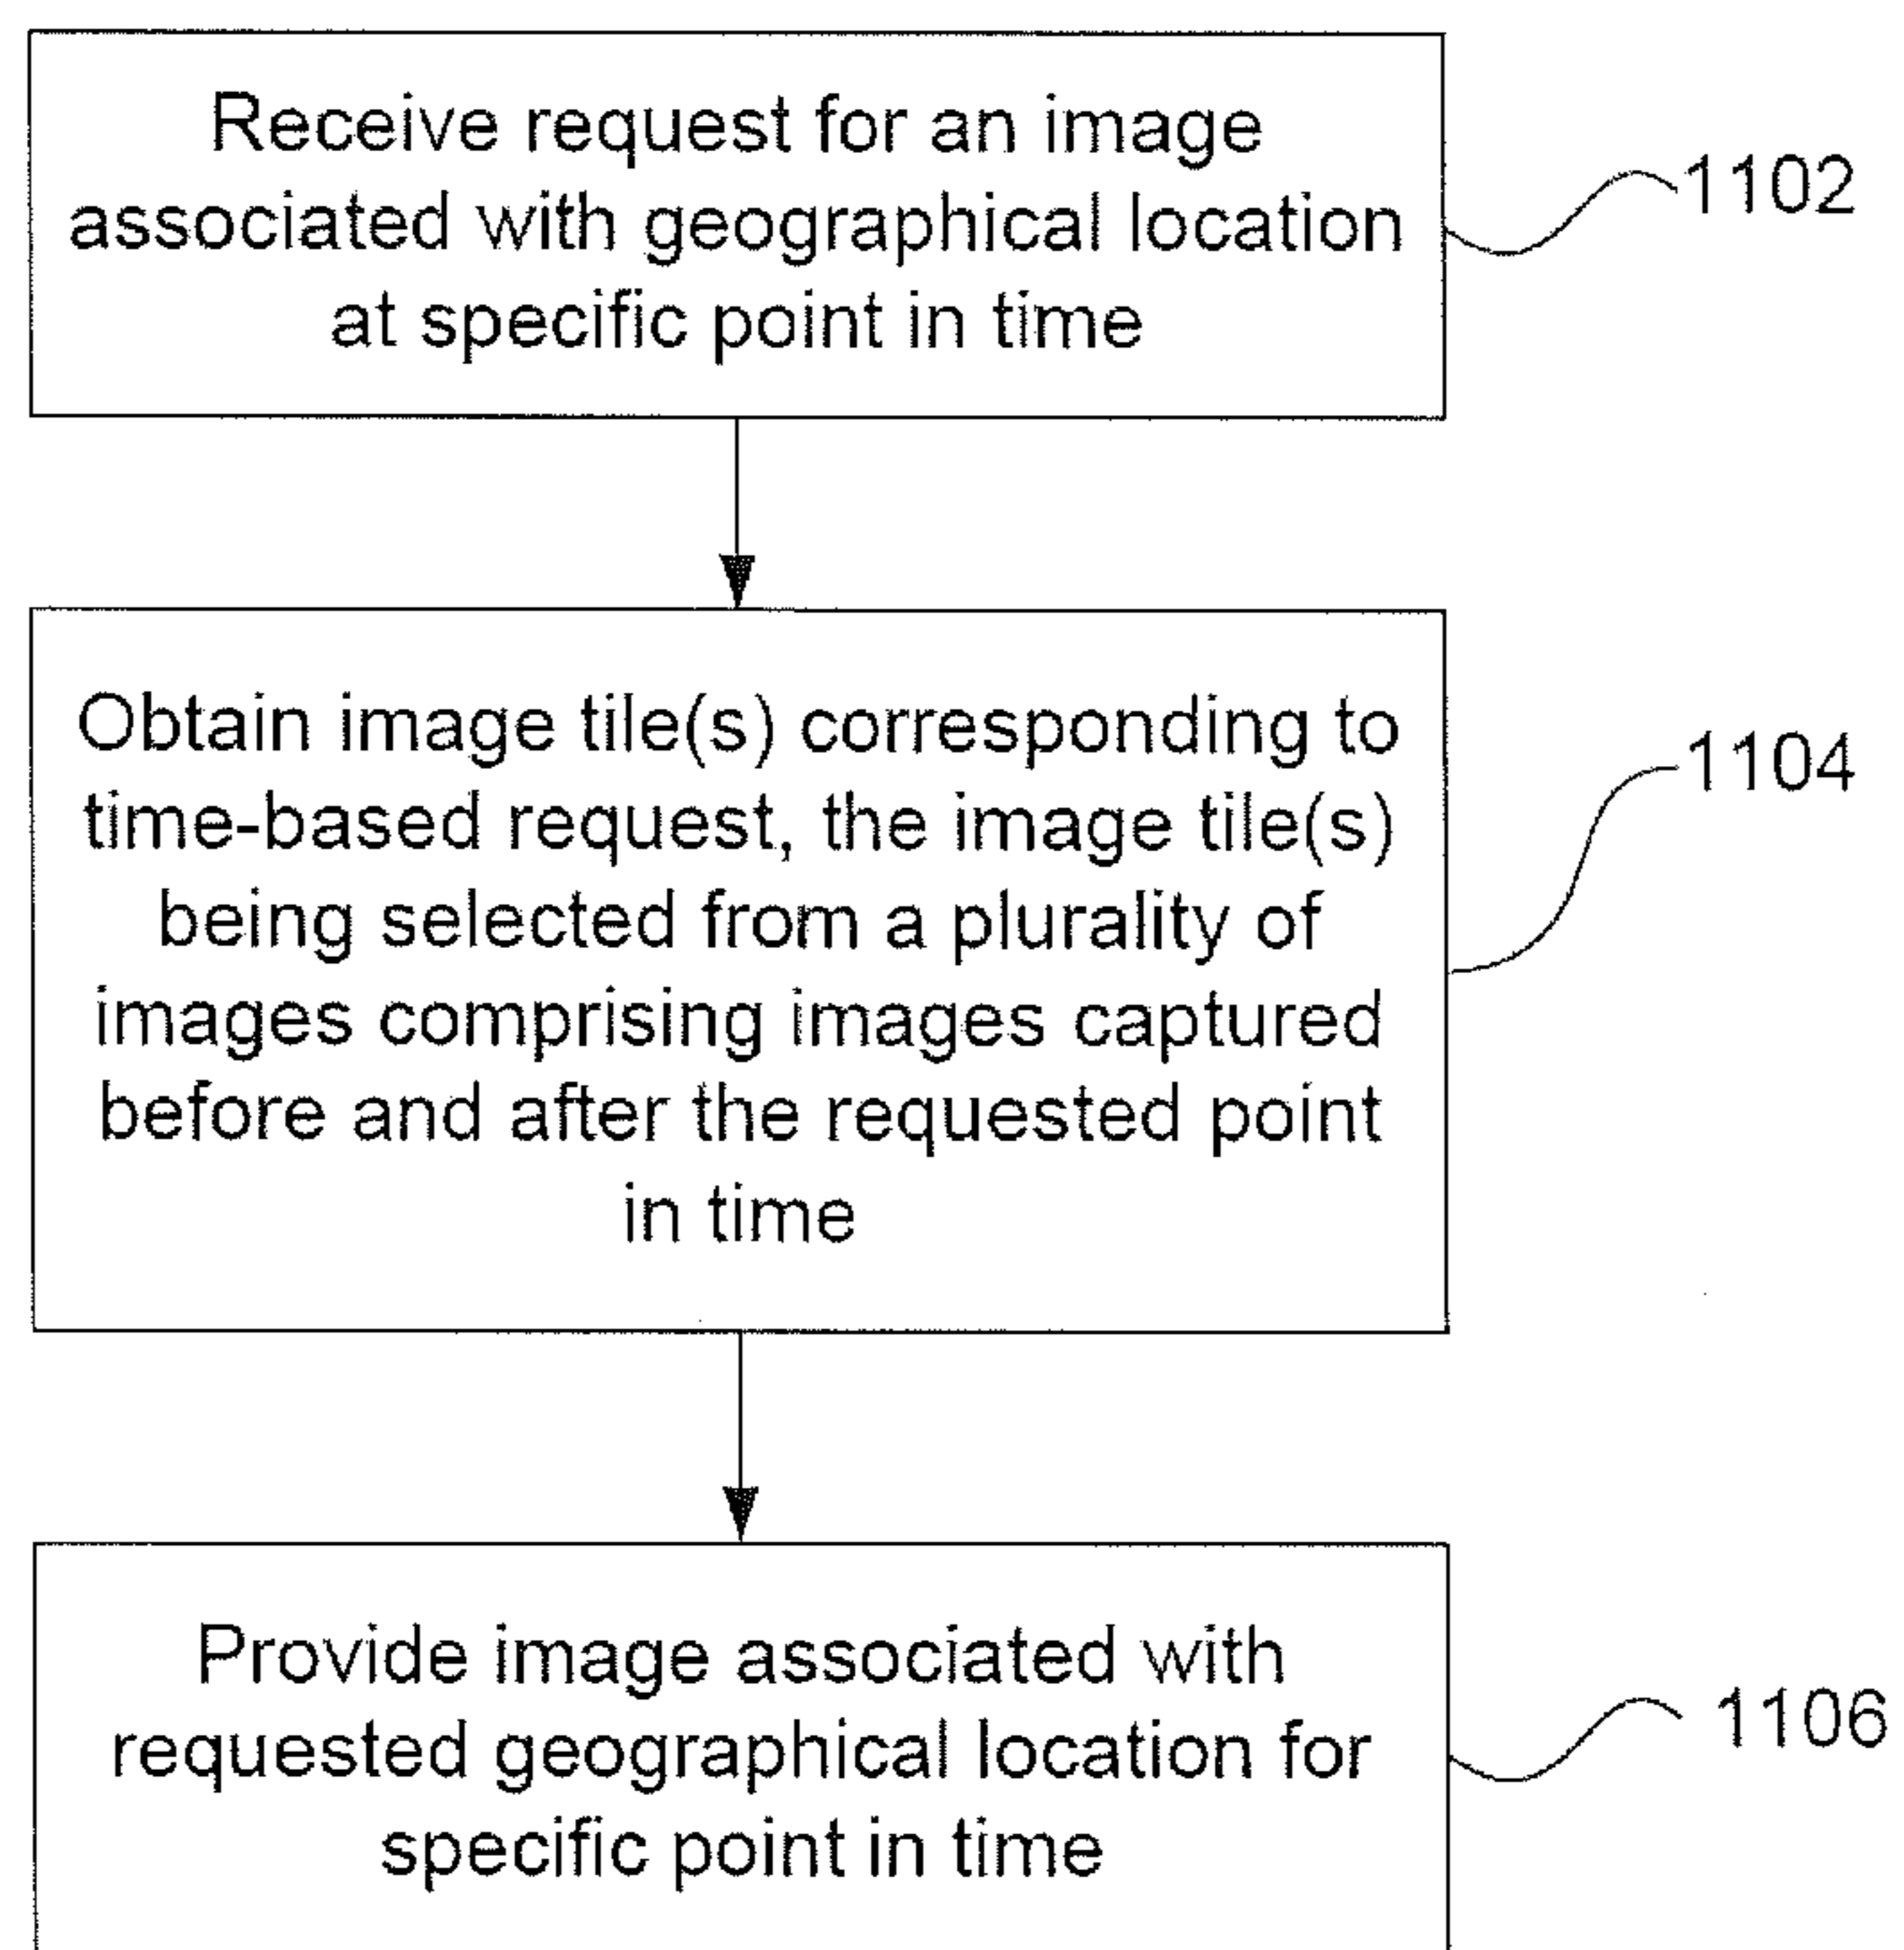 Receive request for an image
associated with geographical location
at specific point in time
1102
Obtain image tile(s) corresponding to
time-based request, the image tile(s)
being selected from a plurality of
images comprising images captured
before and after the requested point
in time
1104
Provide image associated with
requested geographical location for
specific point in time
1106